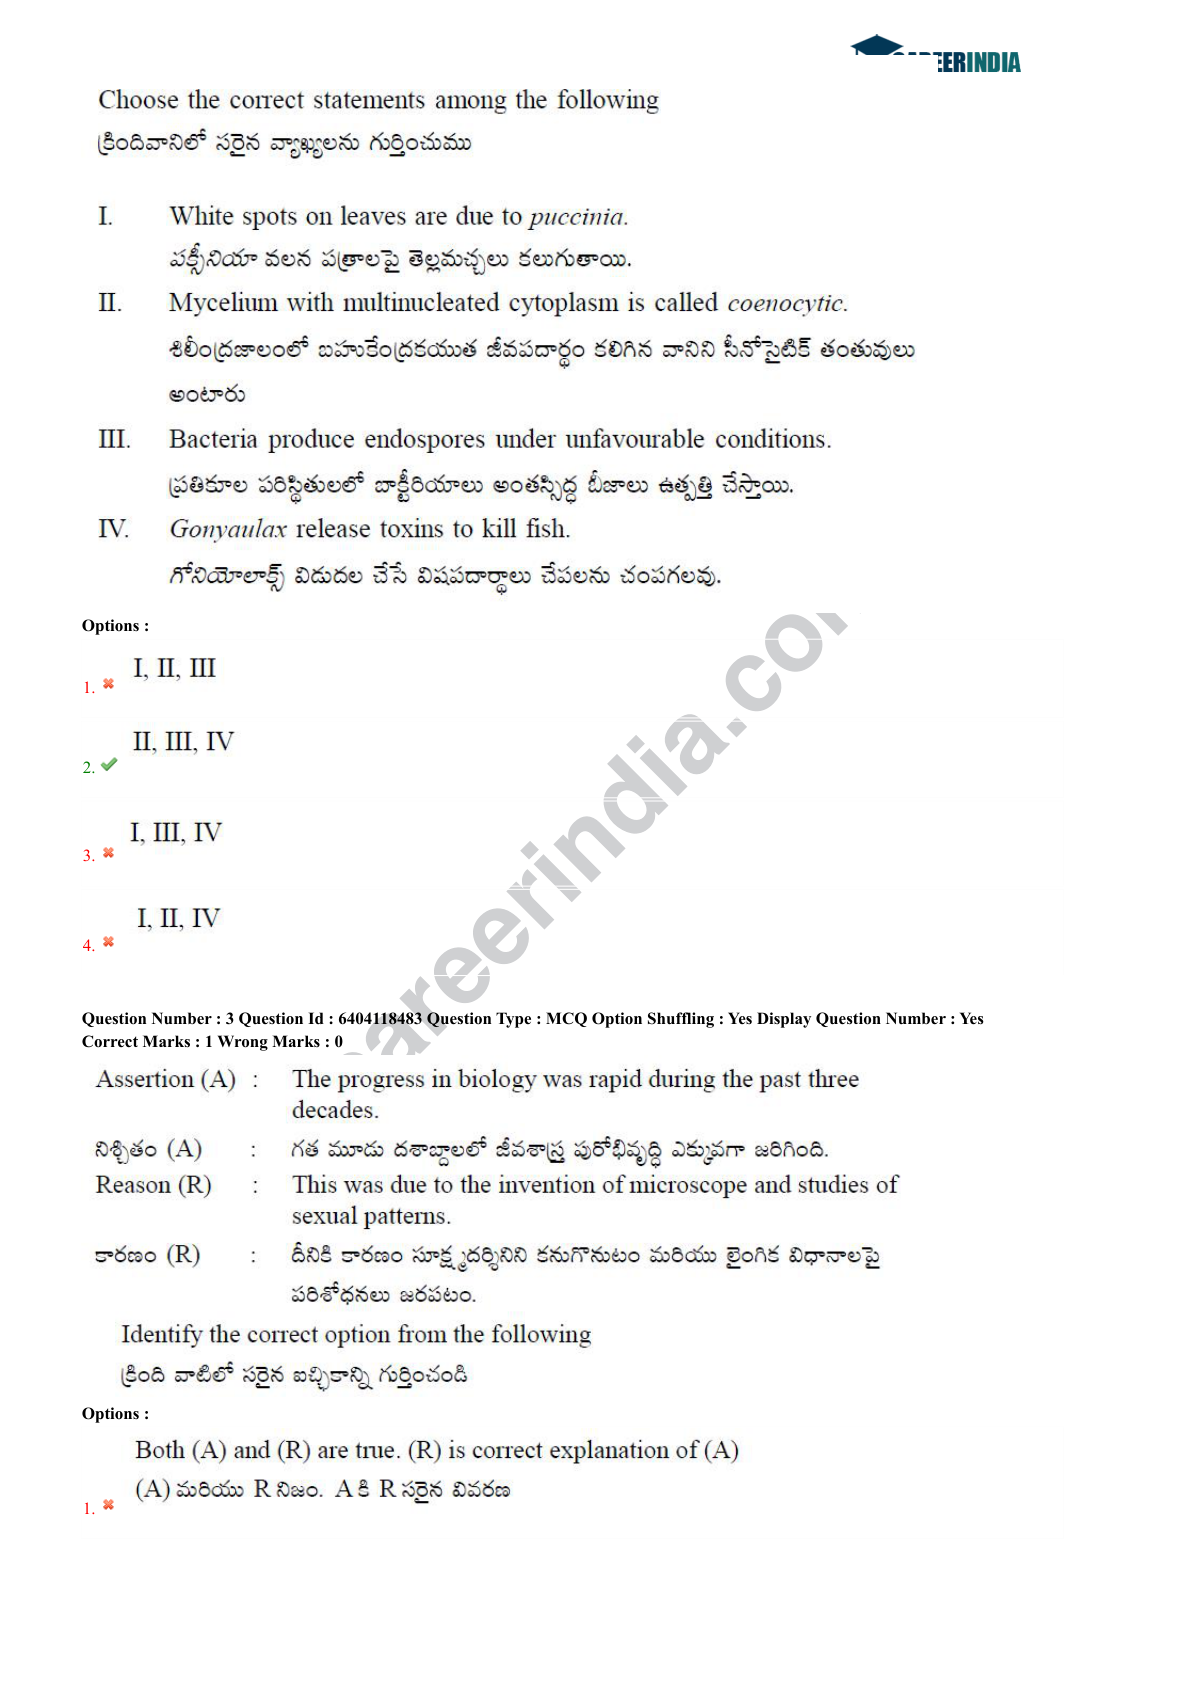 EERINDIA
Choose the correct statements among the following
క్రిందివానిలో సరైన వ్యాఖ్యలను గుర్తించుము
I. White spots on leaves are due to puccinia.
పక్సీనియా వలన పత్రాలపై తెల్లమచ్చలు కలుగుతాయి.
II. Mycelium with multinucleated cytoplasm is called coenocytic.
శిలీంధ్రజాలంలో బహుకేంద్రకయుత జీవపదార్థం కలిగిన వానిని సీనోసైటిక్ తంతువులు
అంటారు
III. Bacteria produce endospores under unfavourable conditions.
ప్రతికూల పరిస్థితులలో బాక్టీరియాలు అంతస్సిద్ధ బీజాలు ఉత్పత్తి చేస్తాయి.
IV. Gonyaulax release toxins to kill fish.
గోనియోలాక్స్ విడుదల చేసే విషపదార్థాలు చేపలను చంపగలవు.
Options :
I, II, III
1.
II, III, IV
2.
I, III, IV
3.
I, II, IV
4.
careerindia.com
Question Number : 3 Question Id : 6404118483 Question Type : MCQ Option Shuffling : Yes Display Question Number : Yes
Correct Marks : 1 Wrong Marks : 0
Assertion (A) : The progress in biology was rapid during the past three
decades.
నిశ్చితం (A) : గత మూడు దశాబ్దాలలో జీవశాస్త్ర పురోభివృద్ధి ఎక్కువగా జరిగింది.
Reason (R) : This was due to the invention of microscope and studies of
sexual patterns.
కారణం (R) : దీనికి కారణం సూక్ష్మదర్శినిని కనుగొనుటం మరియు లైంగిక విధానాలపై
పరిశోధనలు జరపటం.
Identify the correct option from the following
క్రింది వాటిలో సరైన ఐచ్ఛికాన్ని గుర్తించండి
Options :
Both (A) and (R) are true. (R) is correct explanation of (A)
(A) మరియు R నిజం. A కి R సరైన వివరణ
1.